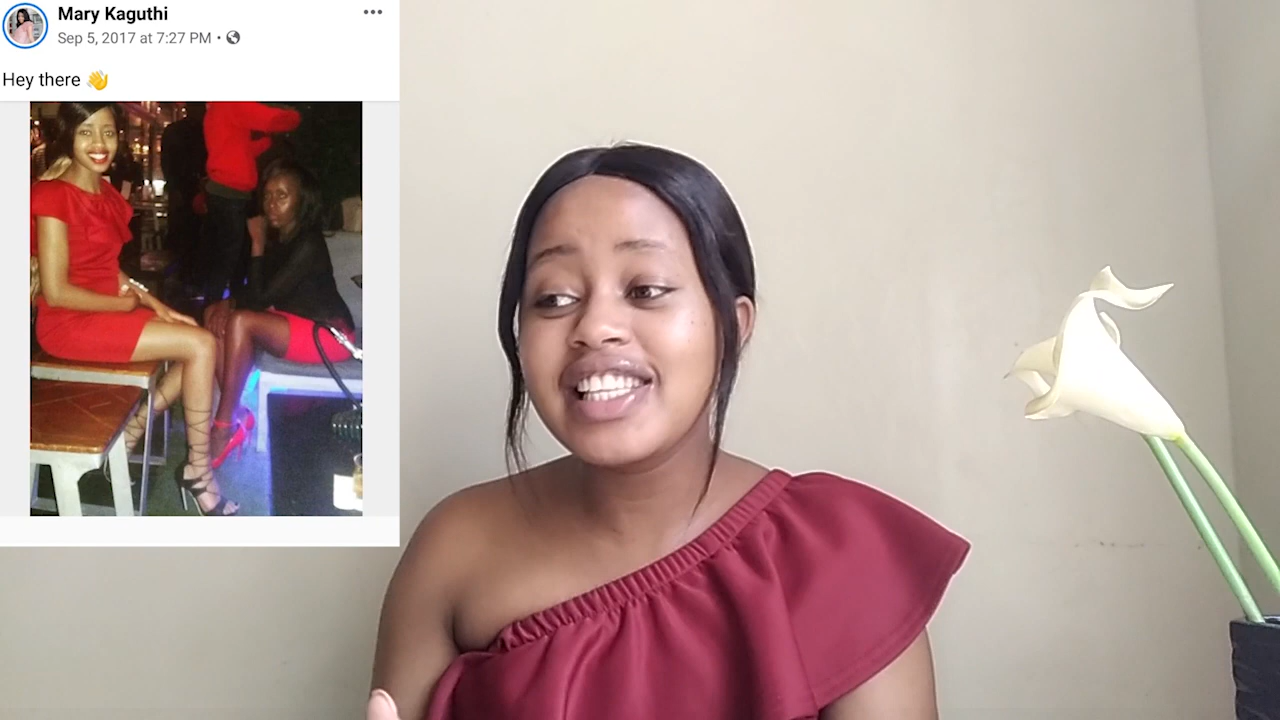 Mary Kaguthi
Sep 5, 2017 at 7:27 PM •
Hey there 👋